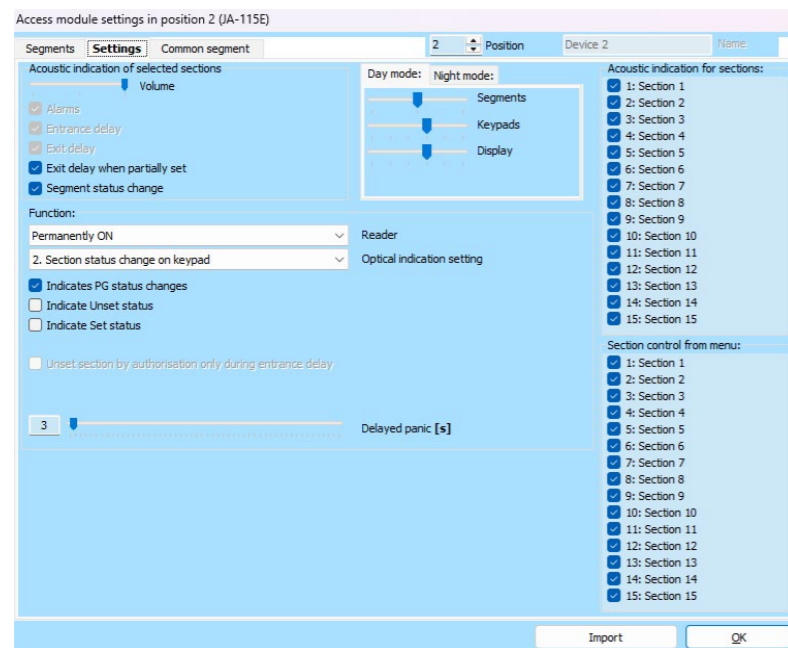 Access module settings in position 2 (JA-115E)
Segments Settings Common segment 2 Position Device 2 Name:
Acoustic indication of selected sections
Volume
Alarms
Entrance delay
Exit delay
Exit delay when partially set
Segment status change
Day mode: Night mode:
Segments
Keypads
Display
Acoustic indication for sections:
1: Section 1
2: Section 2
3: Section 3
4: Section 4
5: Section 5
6: Section 6
7: Section 7
8: Section 8
9: Section 9
10: Section 10
11: Section 11
12: Section 12
13: Section 13
14: Section 14
15: Section 15
Function:
Permanently ON Reader
2. Section status change on keypad Optical indication setting
Indicates PG status changes
Indicate Unset status
Indicate Set status
Unset section by authorisation only during entrance delay
3 Delayed panic [s]
Section control from menu:
1: Section 1
2: Section 2
3: Section 3
4: Section 4
5: Section 5
6: Section 6
7: Section 7
8: Section 8
9: Section 9
10: Section 10
11: Section 11
12: Section 12
13: Section 13
14: Section 14
15: Section 15
Import OK